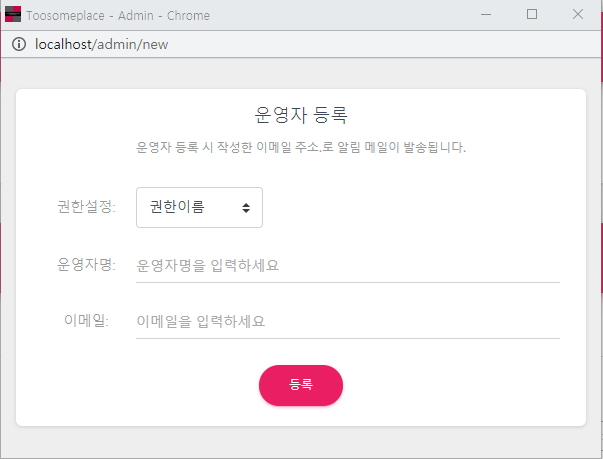 Toosomeplace - Admin - Chrome
localhost/admin/new
운영자 등록
운영자 등록 시 작성한 이메일 주소.로 알림 메일이 발송됩니다.
권한설정: 권한이름
운영자명: 운영자명을 입력하세요
이메일: 이메일을 입력하세요
등록